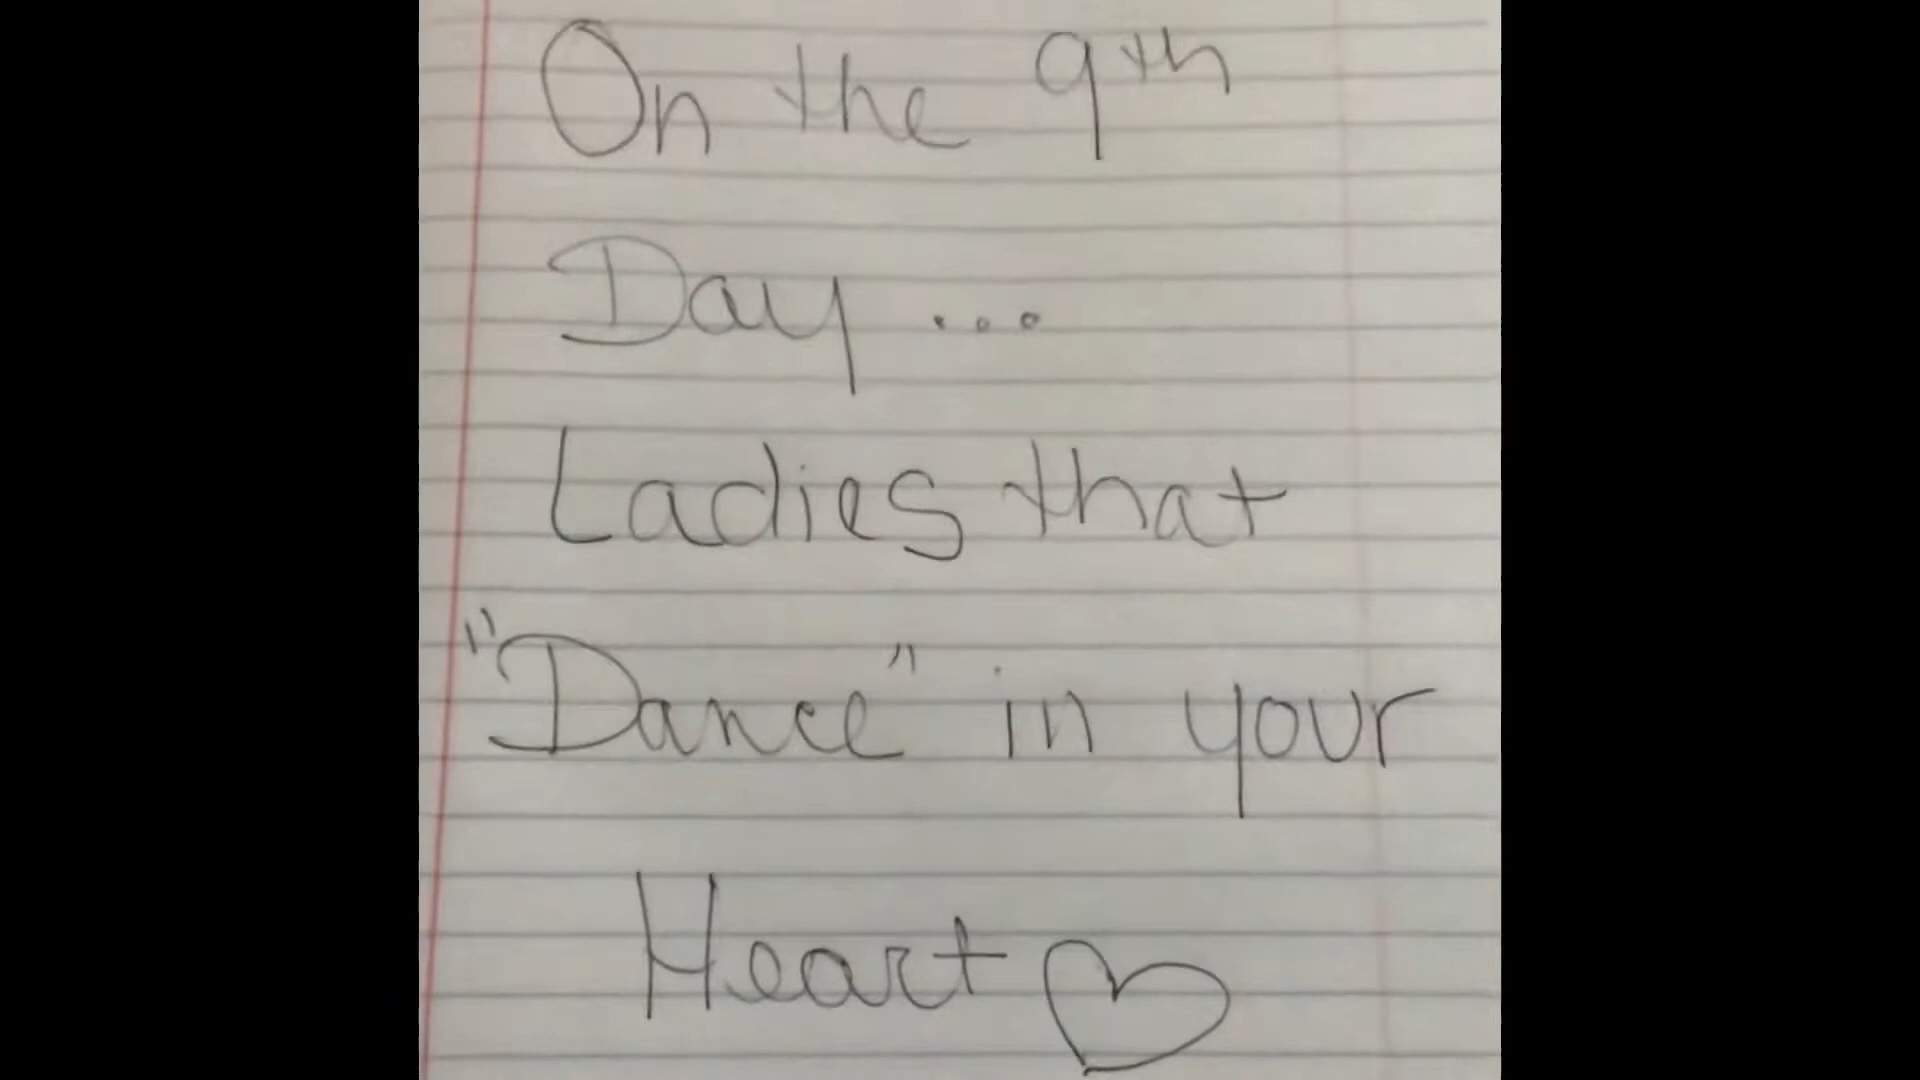 On the 9th
Day...
Ladies that
"Dance" in your
Heart ♡